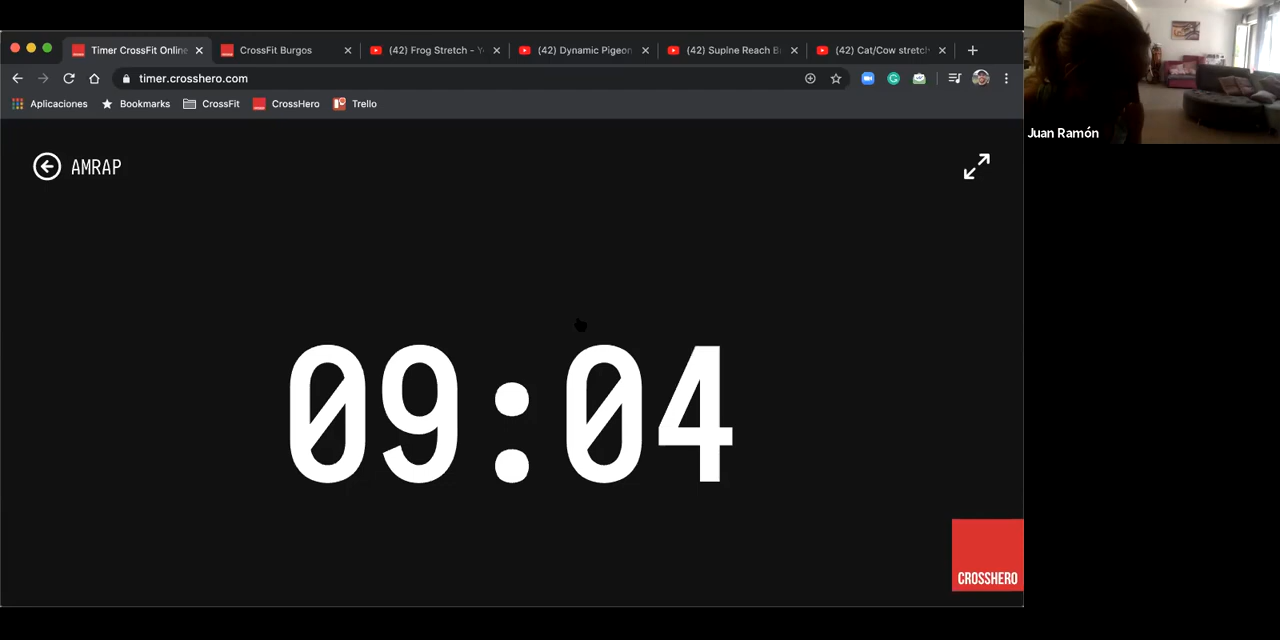 Timer CrossFit Online
CrossFit Burgos
(42) Frog Stretch - Y
(42) Dynamic Pigeon
(42) Supine Reach B
(42) Cat/Cow stretch
timer.crosshero.com
Aplicaciones
Bookmarks
CrossFit
CrossHero
Trello
Juan Ramón
AMRAP
09:04
CROSSHERO